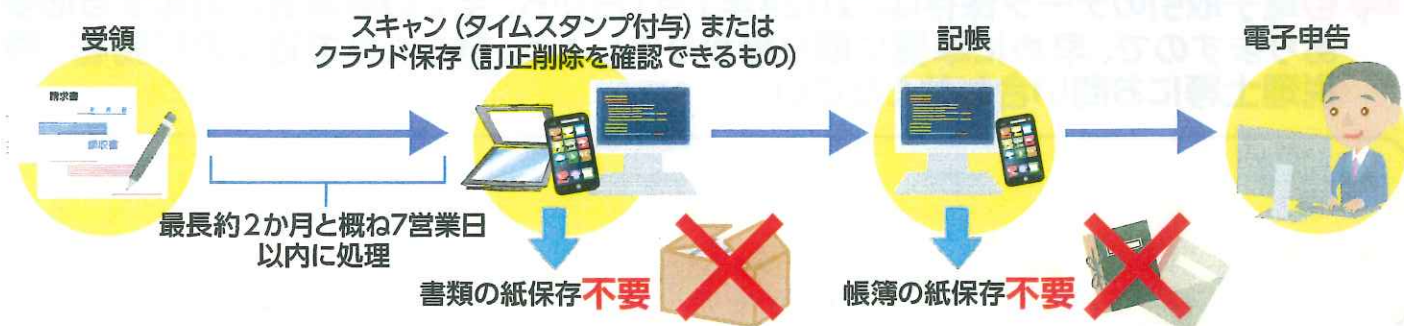 受領
スキャン(タイムスタンプ付与)または
クラウド保存(訂正削除を確認できるもの)
記帳
電子申告
請求書
領収書
最長約2か月と概ね7営業日
以内に処理
書類の紙保存不要
帳簿の紙保存不要